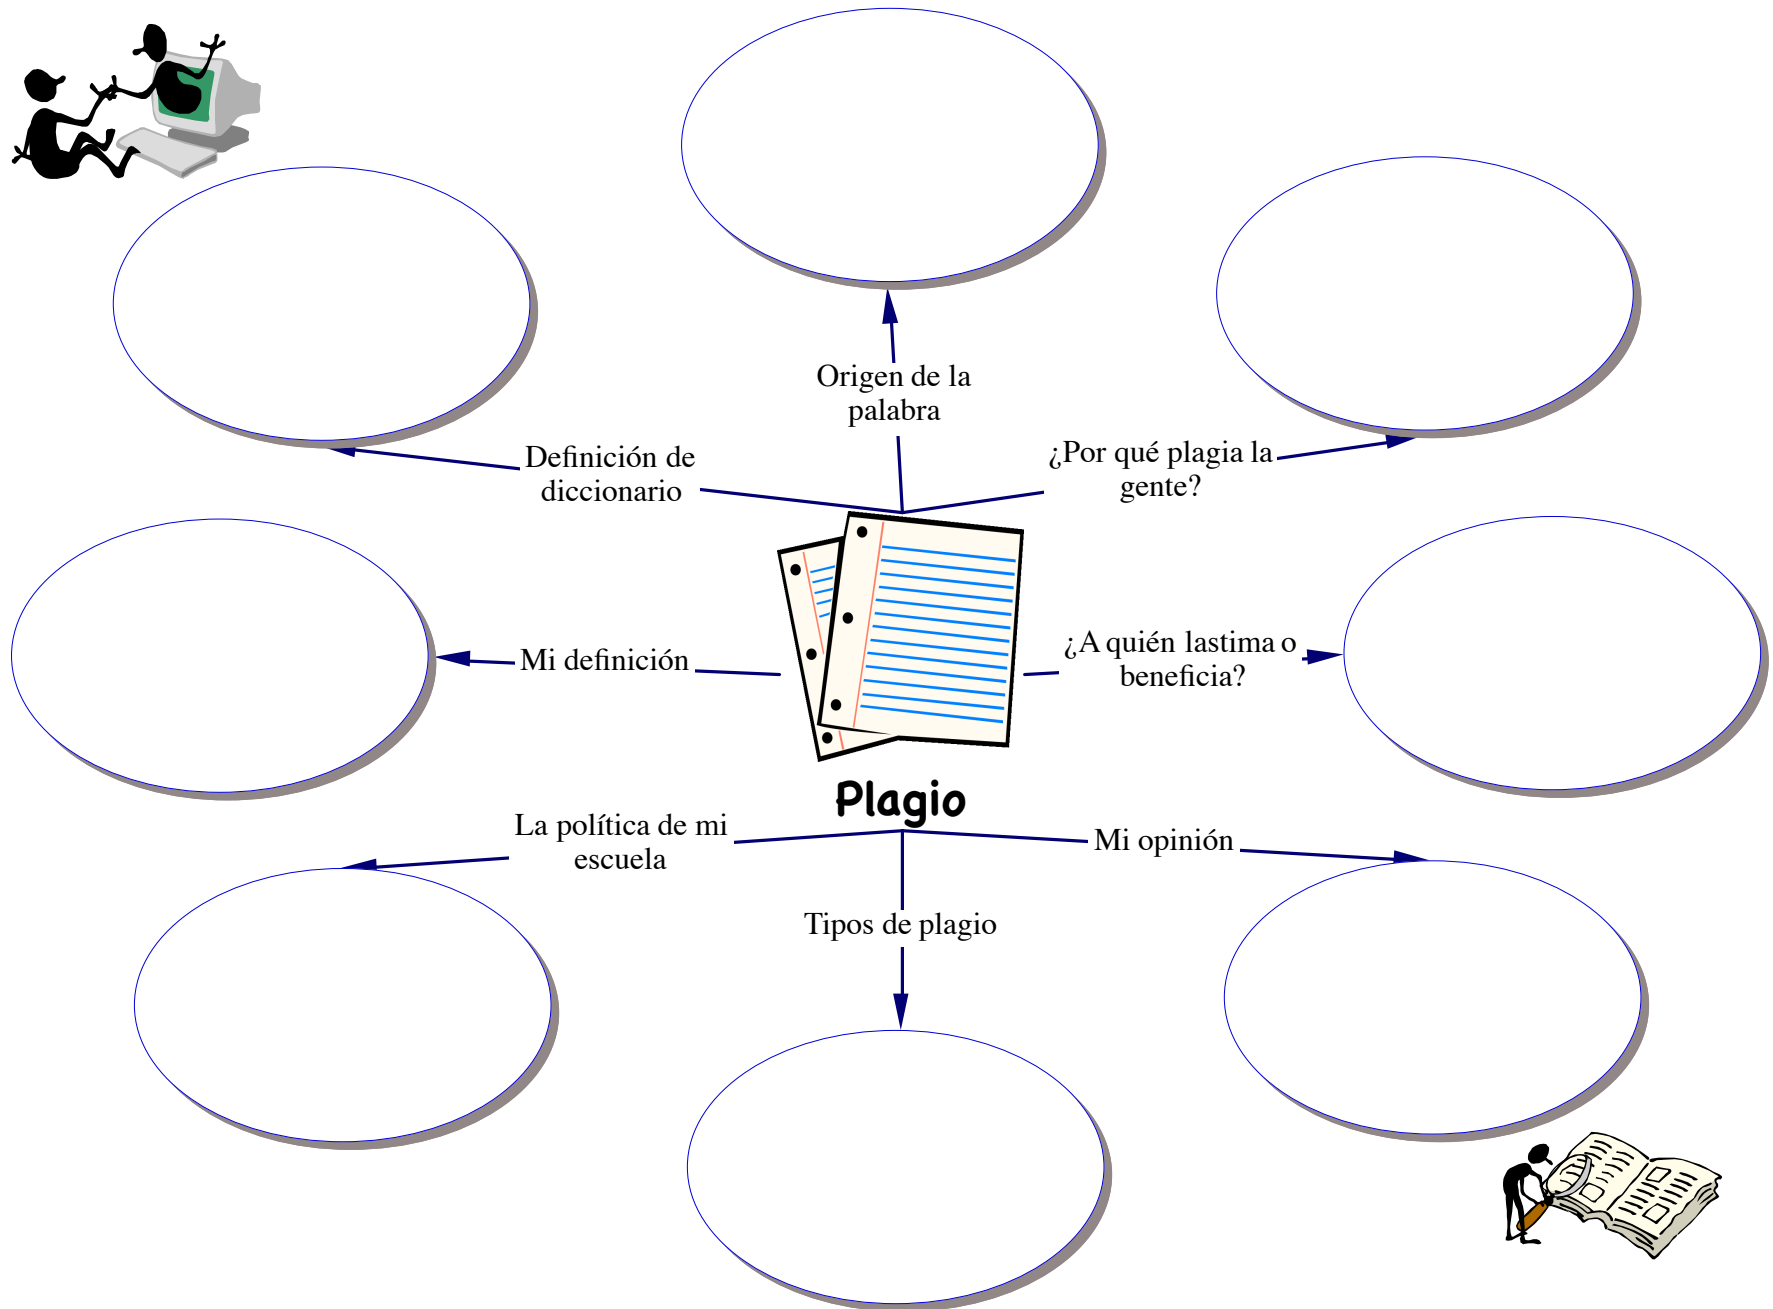 Origen de la
palabra
Definición de
diccionario
¿Por qué plagia la
gente?
Mi definición
¿A quién lastima o
beneficia?
Plagio
La política de mi
escuela
Mi opinión
Tipos de plagio